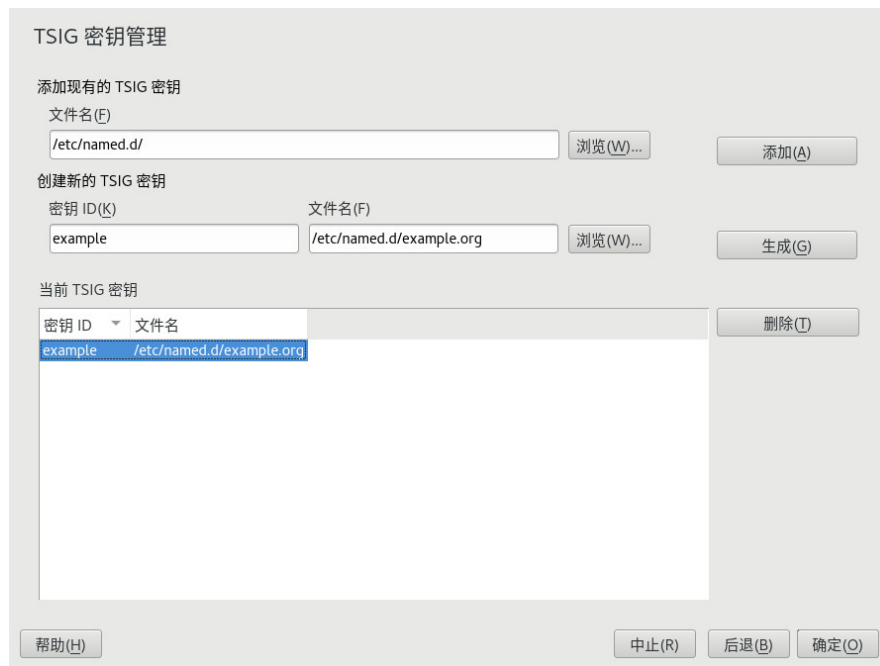 TSIG 密钥管理
添加现有的 TSIG 密钥
文件名(F)
/etc/named.d/
浏览(W)...
添加(A)
创建新的 TSIG 密钥
密钥 ID(K)
文件名(F)
example
/etc/named.d/example.org
浏览(W)...
生成(G)
当前 TSIG 密钥
密钥 ID
文件名
删除(T)
example
/etc/named.d/example.org
帮助(H)
中止(R)
后退(B)
确定(O)